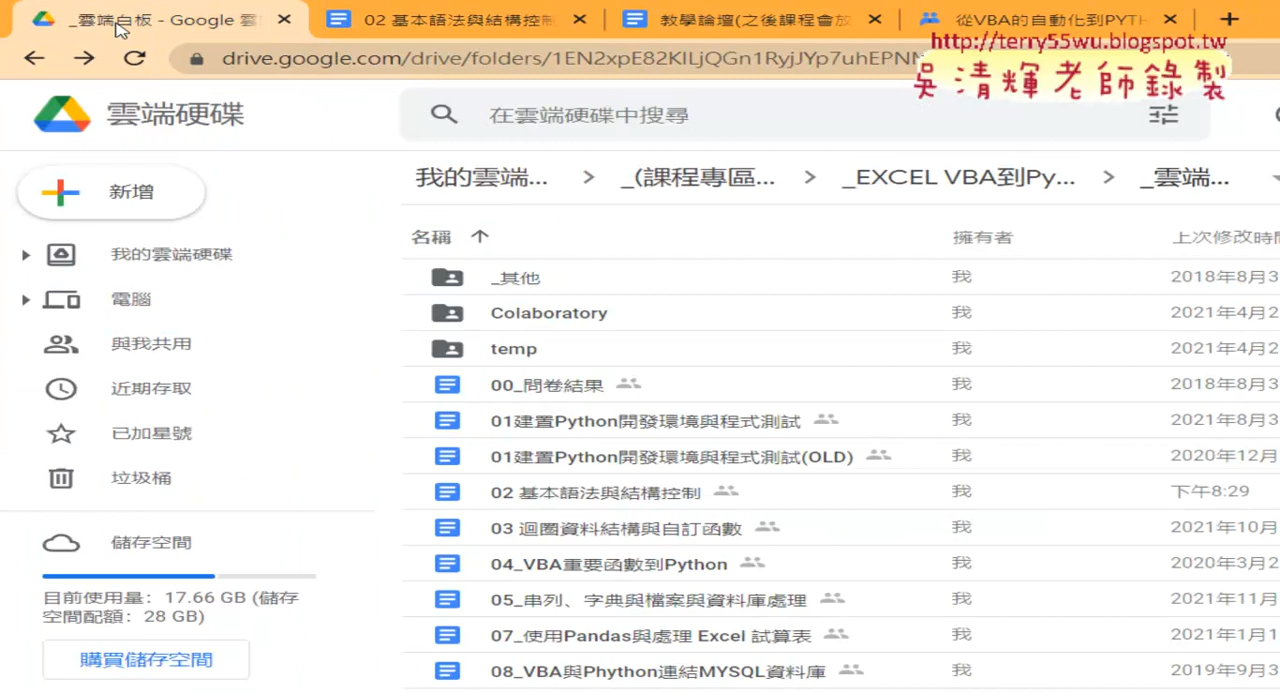 _雲端白板 - Google 雲
02 基本語法與結構控制
教學論壇(之後課程會放
從VBA的自動化到PYTH
http://terry55wu.blogspot.tw
drive.google.com/drive/folders/1EN2xpE82KILjQGn1RyjJYp7uhEPNM
吳清輝老師錄製
雲端硬碟
在雲端硬碟中搜尋
新增
我的雲端... > _(課程專區... > _EXCEL VBA到Py... > _雲端...
名稱 擁有者 上次修改時間
我的雲端硬碟
電腦
與我共用
近期存取
已加星號
垃圾桶
儲存空間
目前使用量：17.66 GB (儲存
空間配額：28 GB)
購買儲存空間
_其他 我 2018年8月3
Colaboratory 我 2021年4月2
temp 我 2021年4月2
00_問卷結果 我 2018年8月3
01建置Python開發環境與程式測試 我 2021年8月3
01建置Python開發環境與程式測試(OLD) 我 2020年12月
02 基本語法與結構控制 我 下午8:29
03 迴圈資料結構與自訂函數 我 2021年10月
04_VBA重要函數到Python 我 2020年3月2
05_串列、字典與檔案與資料庫處理 我 2021年11月
07_使用Pandas與處理 Excel 試算表 我 2021年1月1
08_VBA與Phython連結MYSQL資料庫 我 2019年9月3